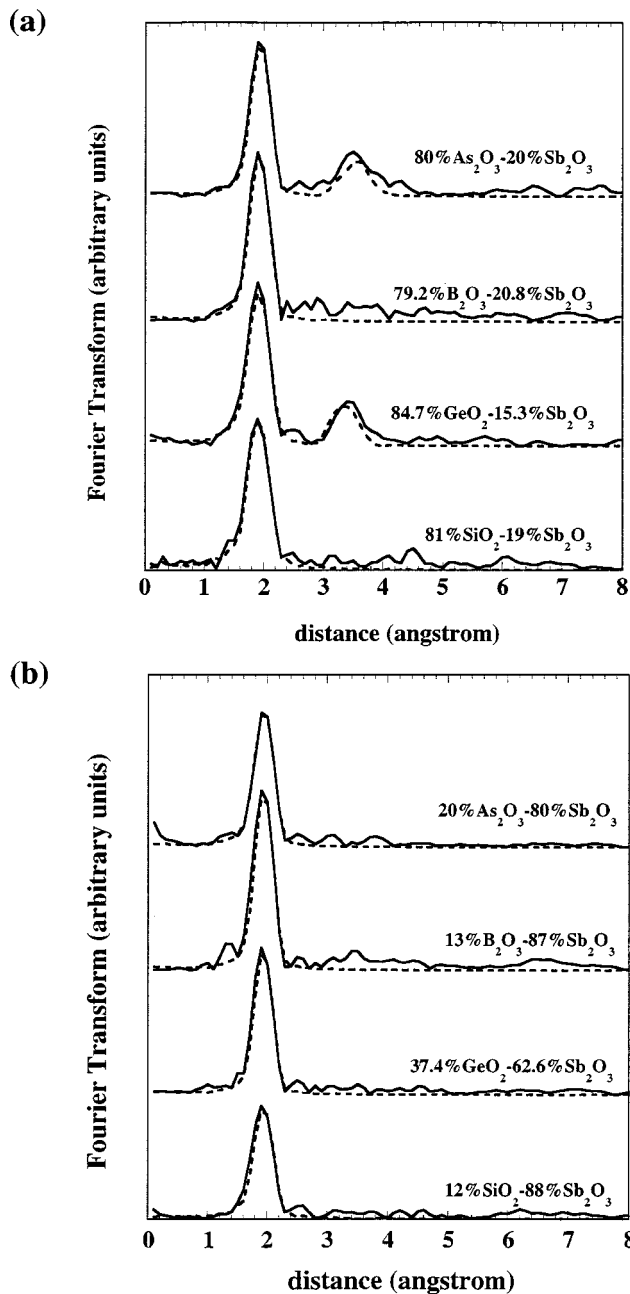 (a)
Fourier Transform (arbitrary units)
80%As₂O₃-20%Sb₂O₃
79.2%B₂O₃-20.8%Sb₂O₃
84.7%GeO₂-15.3%Sb₂O₃
81%SiO₂-19%Sb₂O₃
0 1 2 3 4 5 6 7 8
distance (angstrom)
(b)
Fourier Transform (arbitrary units)
20%As₂O₃-80%Sb₂O₃
13%B₂O₃-87%Sb₂O₃
37.4%GeO₂-62.6%Sb₂O₃
12%SiO₂-88%Sb₂O₃
0 1 2 3 4 5 6 7 8
distance (angstrom)